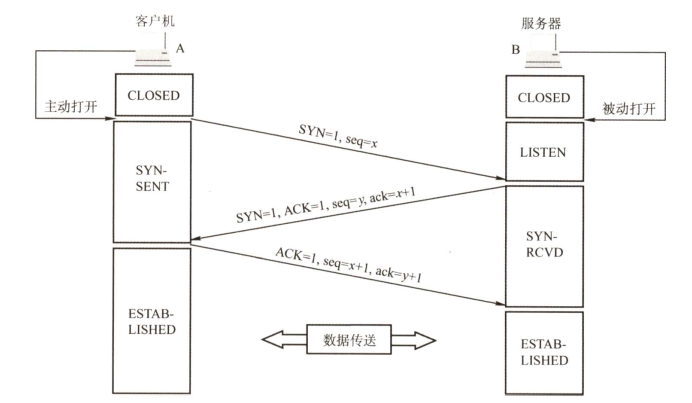 客户机
服务器
A
B
CLOSED
CLOSED
主动打开
被动打开
SYN=1, seq=x
LISTEN
SYN-
SENT
SYN=1, ACK=1, seq=y, ack=x+1
SYN-
RCVD
ACK=1, seq=x+1, ack=y+1
ESTAB-
LISHED
数据传送
ESTAB-
LISHED